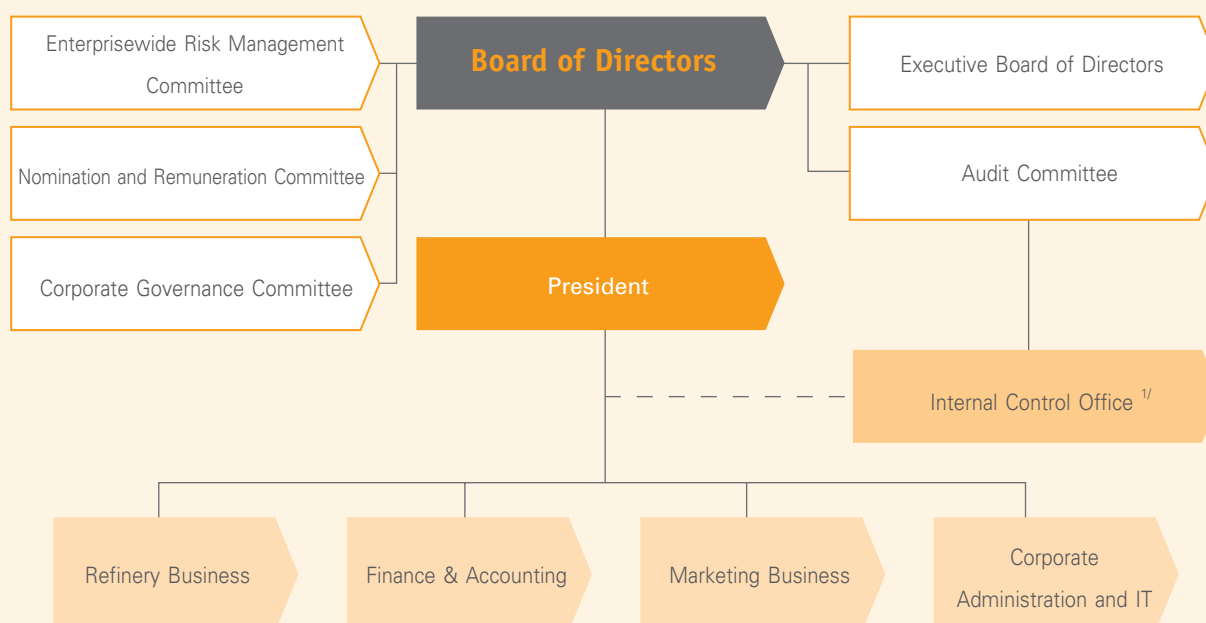 Enterprisewide Risk Management
Committee
Board of Directors
Executive Board of Directors
Nomination and Remuneration Committee
Audit Committee
Corporate Governance Committee
President
Internal Control Office 1/
Refinery Business
Finance & Accounting
Marketing Business
Corporate
Administration and IT